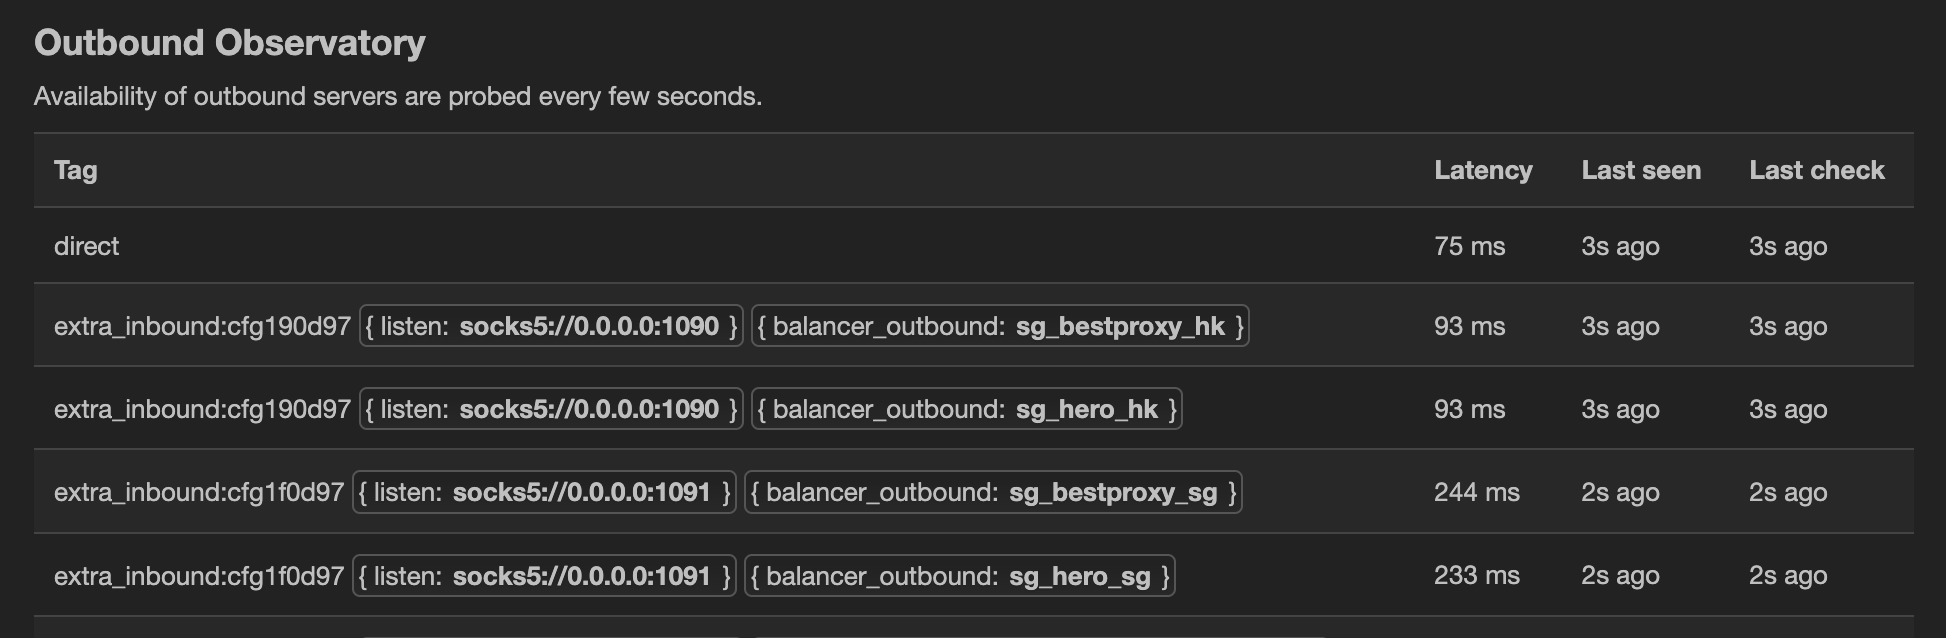 Outbound Observatory
Availability of outbound servers are probed every few seconds.
Tag Latency Last seen Last check
direct 75 ms 3s ago 3s ago
extra_inbound:cfg190d97 { listen: socks5://0.0.0.0:1090 } { balancer_outbound: sg_bestproxy_hk } 93 ms 3s ago 3s ago
extra_inbound:cfg190d97 { listen: socks5://0.0.0.0:1090 } { balancer_outbound: sg_hero_hk } 93 ms 3s ago 3s ago
extra_inbound:cfg1f0d97 { listen: socks5://0.0.0.0:1091 } { balancer_outbound: sg_bestproxy_sg } 244 ms 2s ago 2s ago
extra_inbound:cfg1f0d97 { listen: socks5://0.0.0.0:1091 } { balancer_outbound: sg_hero_sg } 233 ms 2s ago 2s ago